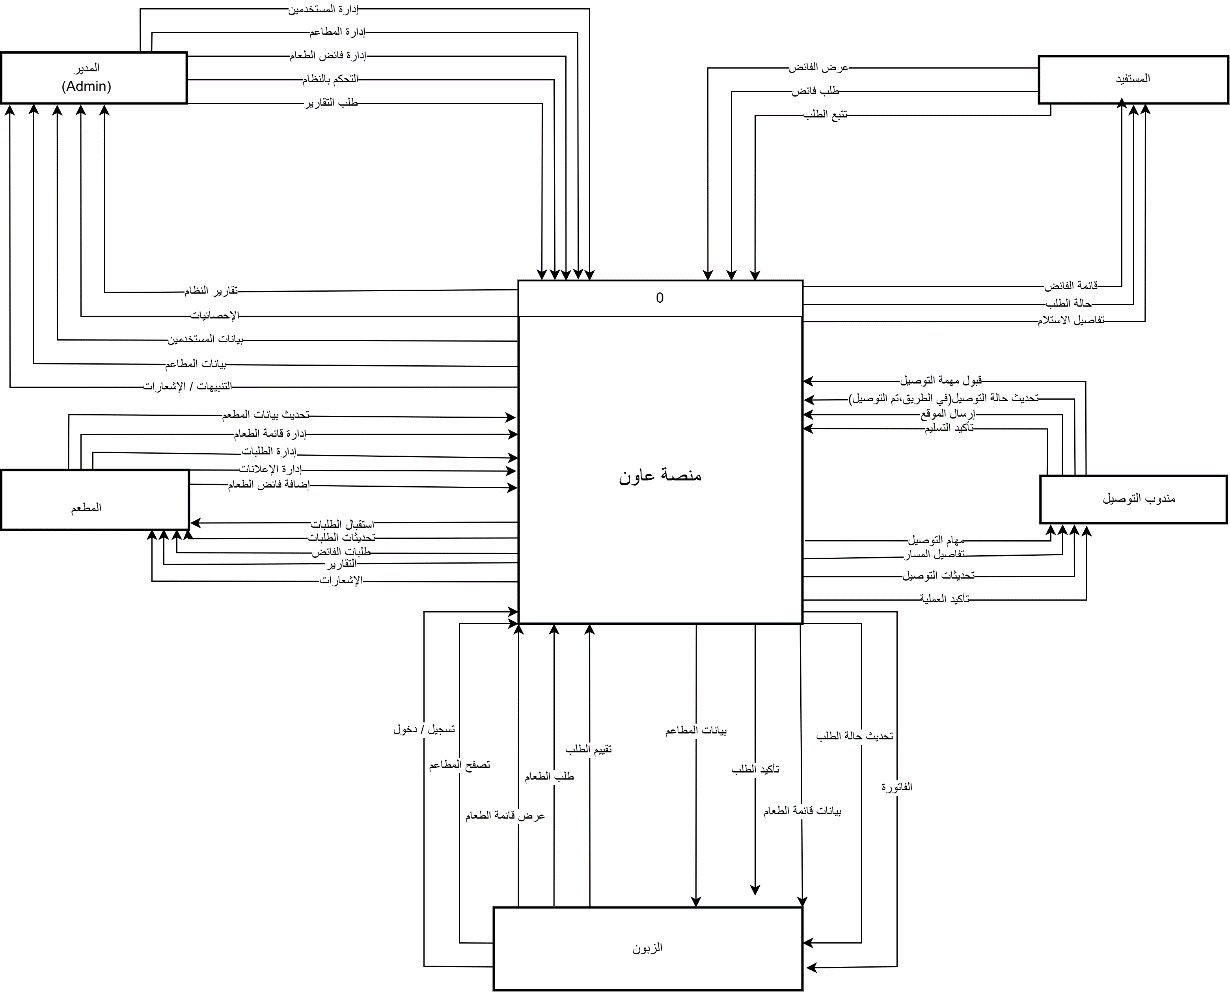 إدارة المستخدمين
إدارة المطاعم
إدارة فائض الطعام
التحكم بالنظام
طلب التقارير
المدير
(Admin)
عرض الفائض
طلب فائض
تتبع الطلب
المستفيد
تقارير النظام
الإحصائيات
بيانات المستخدمين
بيانات المطاعم
التنبيهات / الإشعارات
0
منصة عاون
قائمة الفائض
حالة الطلب
تفاصيل الاستلام
قبول مهمة التوصيل
تحديث حالة التوصيل(في الطريق،تم التوصيل)
إرسال الموقع
تأكيد التسليم
تحديث بيانات المطعم
إدارة قائمة الطعام
إدارة الطلبات
إدارة الإعلانات
إضافة فائض الطعام
المطعم
مندوب التوصيل
استقبال الطلبات
تحديثات الطلبات
طلبات الفائض
التقارير
الإشعارات
مهام التوصيل
تفاصيل المسار
تحديثات التوصيل
تأكيد العملية
تسجيل / دخول
تصفح المطاعم
عرض قائمة الطعام
طلب الطعام
تقييم الطلب
بيانات المطاعم
تأكيد الطلب
بيانات قائمة الطعام
تحديث حالة الطلب
الفاتورة
الزبون